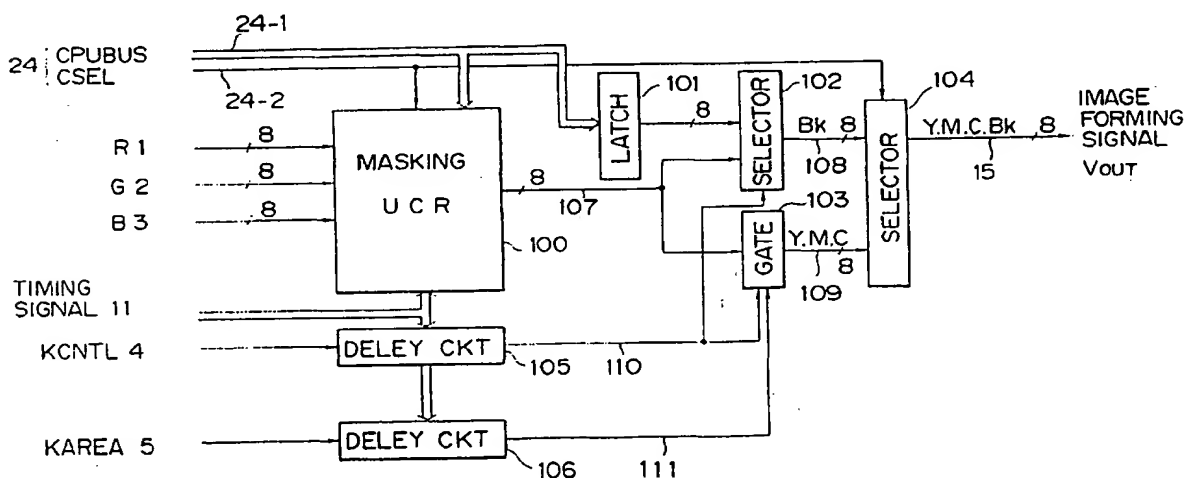 24 CPUBUS 24-1
CSEL
24-2
R 1 8
G 2 8
B 3 8
MASKING
UCR
100
8
107
LATCH
101
8
SELECTOR
102
Bk 8
108
GATE
103
Y.M.C
8
109
SELECTOR
104
Y.M.C.Bk 8
15
IMAGE
FORMING
SIGNAL
VOUT
TIMING
SIGNAL 11
KCNTL 4
DELEY CKT
105
110
KAREA 5
DELEY CKT
106
111